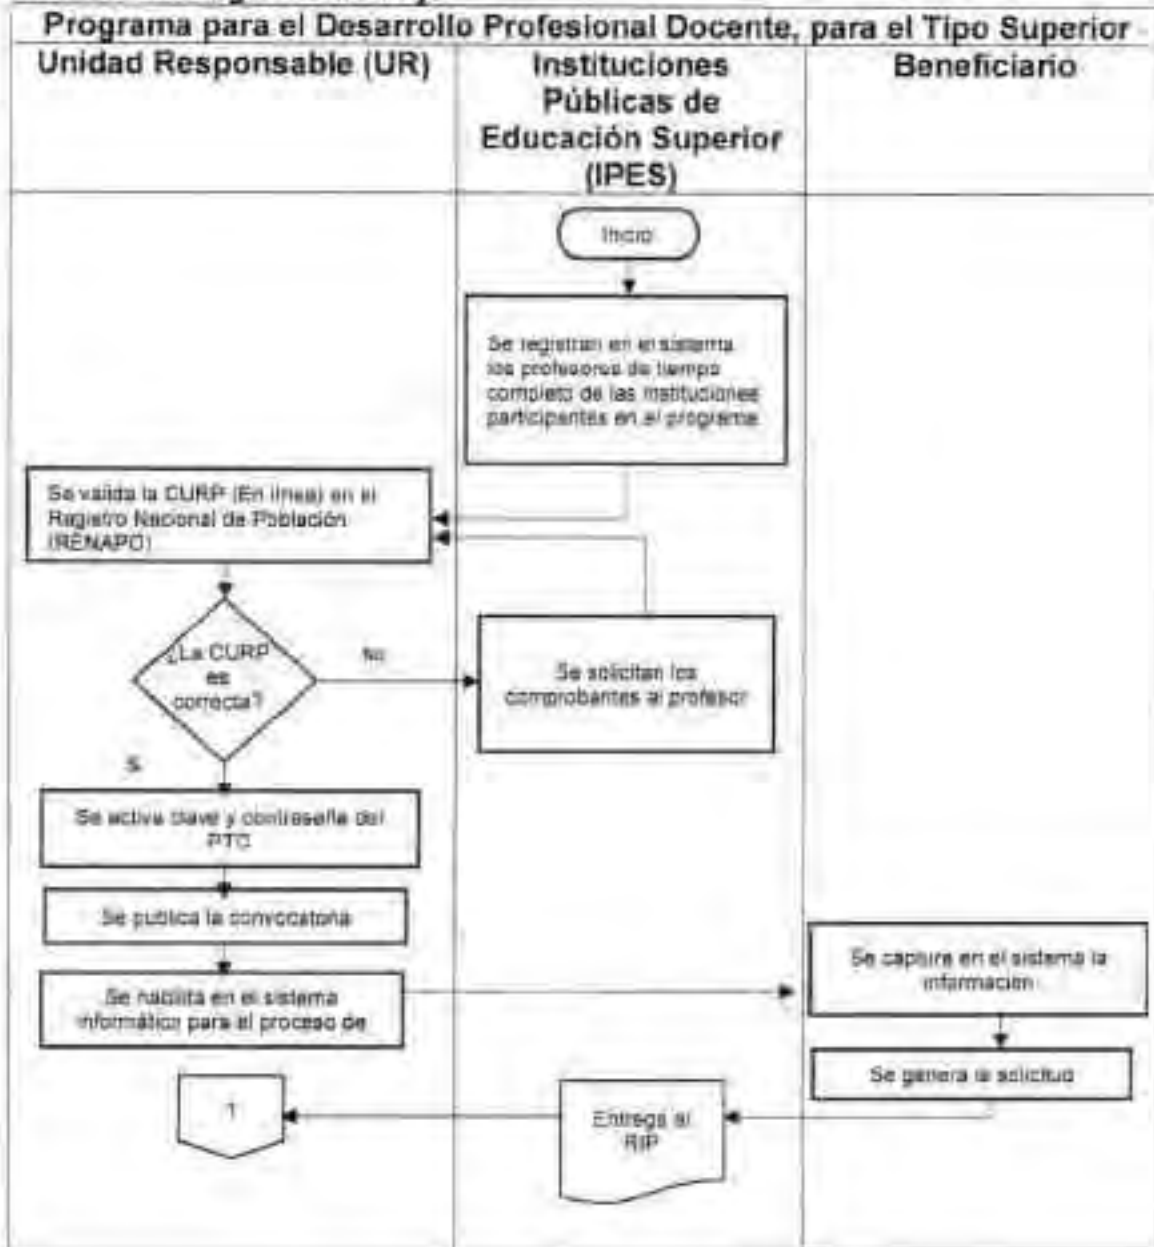 Programa para el Desarrollo Profesional Docente, para el Tipo Superior
Unidad Responsable (UR)
Instituciones
Públicas de
Educación Superior
(IPES)
Beneficiario
Inicio
Se registran en el sistema
los profesores de tiempo
completo de las instituciones
participantes en el programa
Se valida la CURP (En línea) en el
Registro Nacional de Población
(RENAPO)
¿La CURP
es
correcta?
No
Se solicitan los
comprobantes al profesor
Si
Se activa clave y contraseña del
PTC
Se publica la convocatoria
Se habilita en el sistema
informático para el proceso de
Se captura en el sistema la
información
Se genera la solicitud
Entrega al
RIP
1